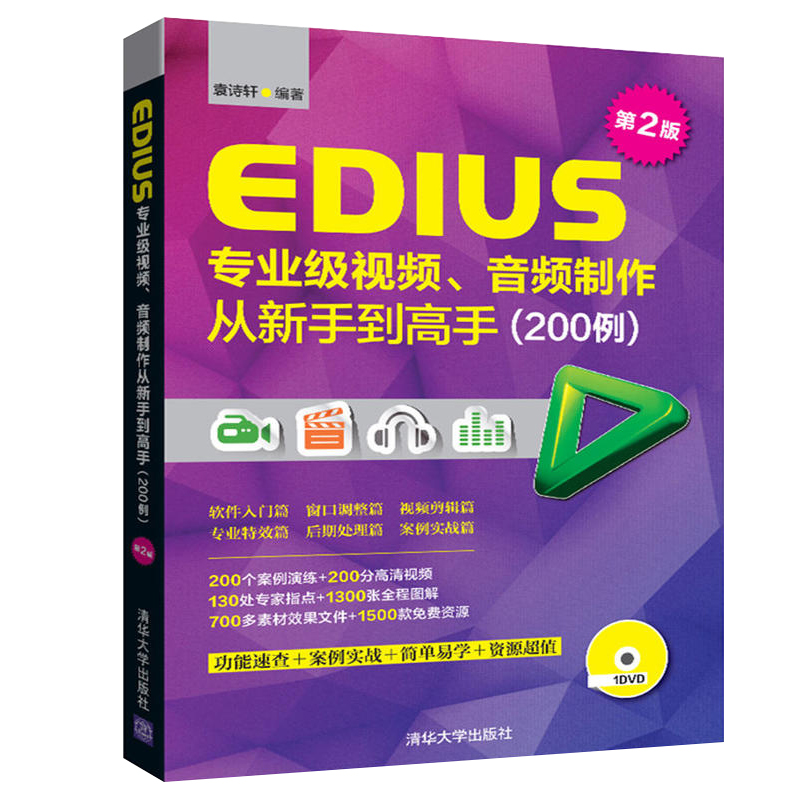 袁诗轩●编著
第2版
EDIUS
专业级视频、音频制作
从新手到高手(200例)
软件入门篇 窗口调整篇 视频剪辑篇
专业特效篇 后期处理篇 案例实战篇
200个案例演练+200分高清视频
130处专家指点+1300张全程图解
700多素材效果文件+1500款免费资源
功能速查+案例实战+简单易学+资源超值
1DVD
清华大学出版社
EDIUS 专业级视频、音频制作从新手到高手(200例) 第2版 清华大学出版社